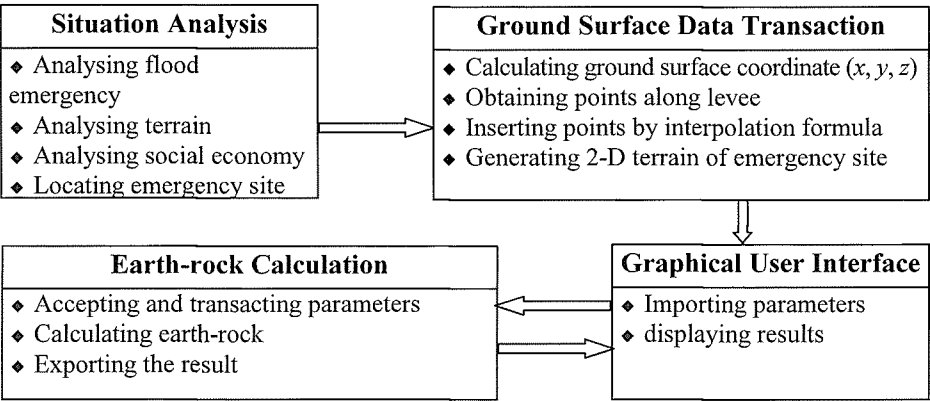 Situation Analysis
◆ Analysing flood
emergency
◆ Analysing terrain
◆ Analysing social economy
◆ Locating emergency site
Ground Surface Data Transaction
◆ Calculating ground surface coordinate (x, y, z)
◆ Obtaining points along levee
◆ Inserting points by interpolation formula
◆ Generating 2-D terrain of emergency site
Earth-rock Calculation
◆ Accepting and transacting parameters
◆ Calculating earth-rock
◆ Exporting the result
Graphical User Interface
◆ Importing parameters
◆ displaying results